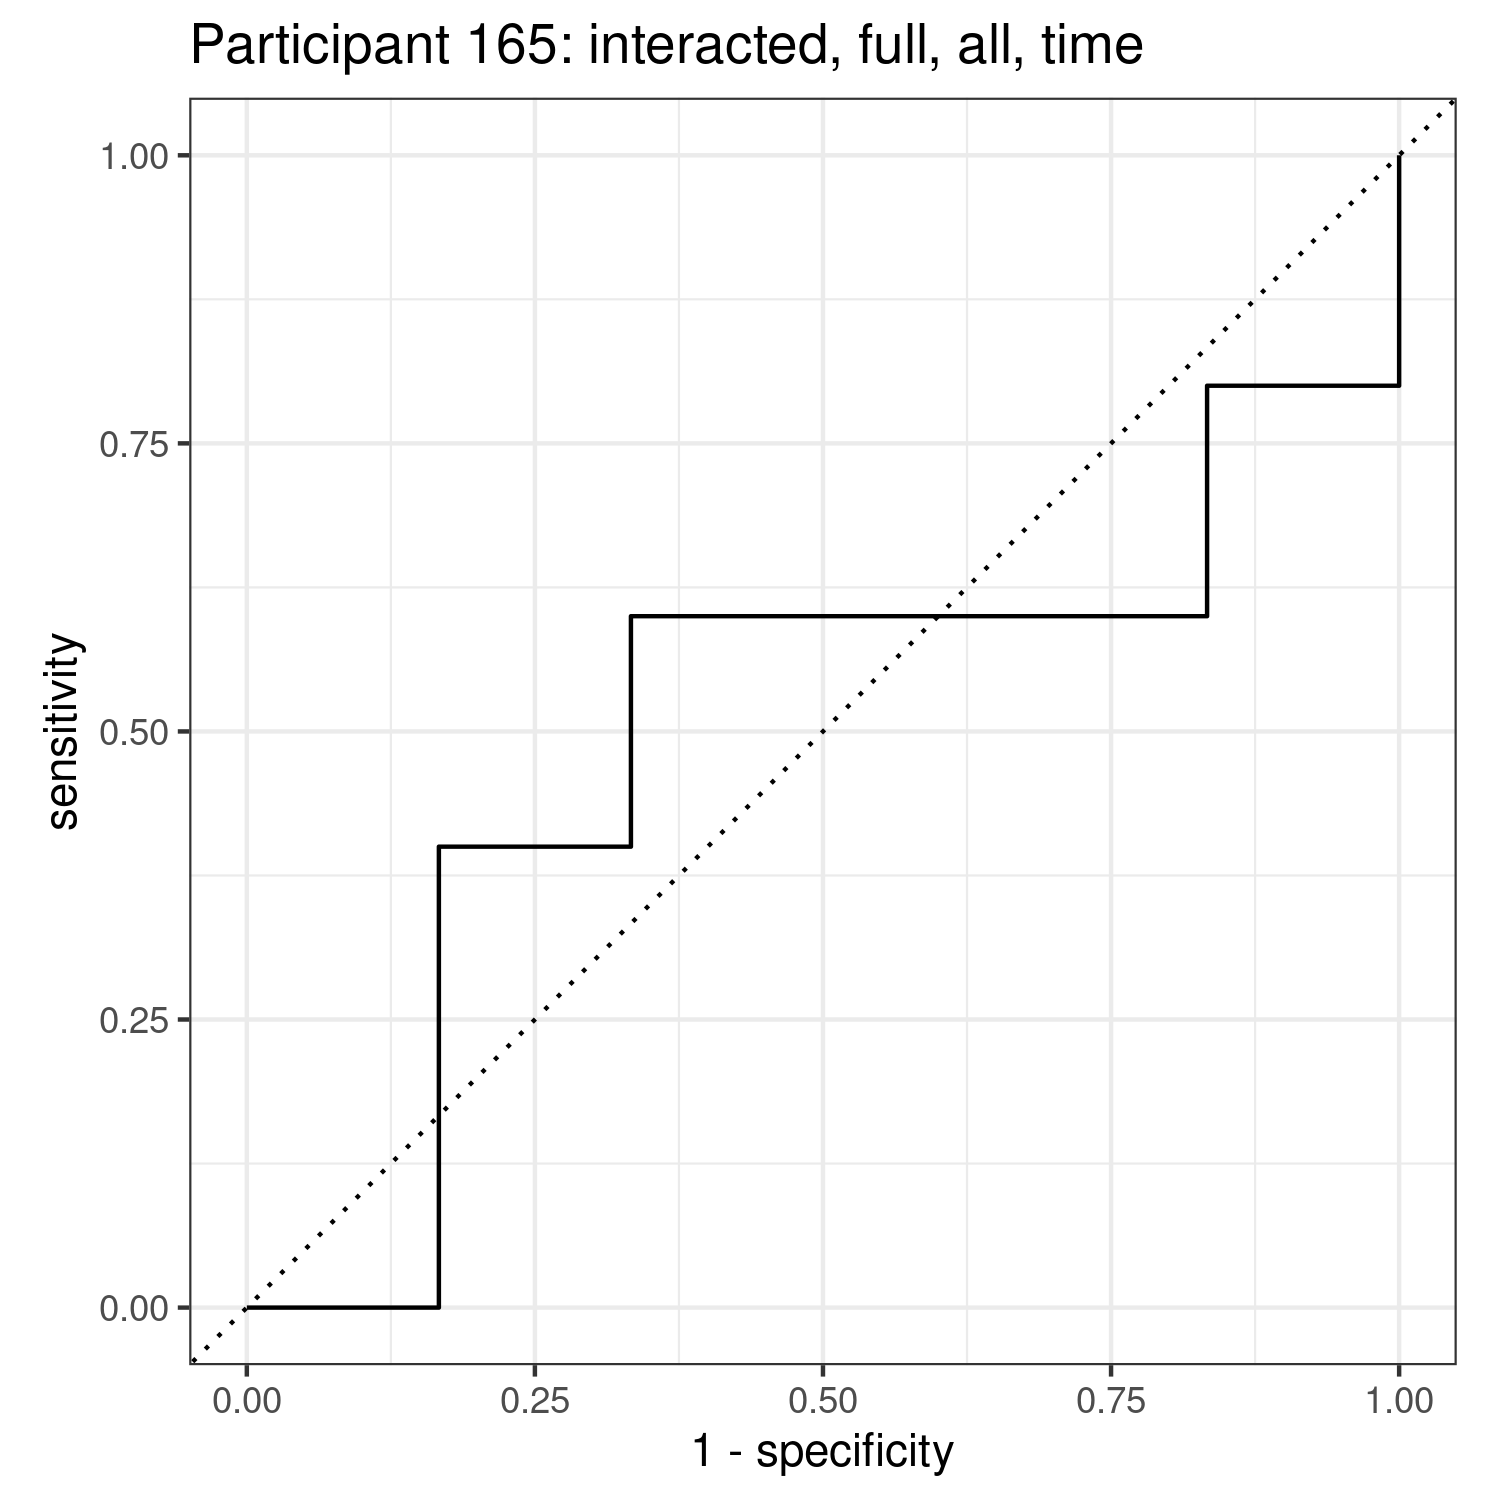 Participant 165: interacted, full, all, time
1.00
0.75
0.50
0.25
0.00
sensitivity
0.00 0.25 0.50 0.75 1.00
1 - specificity